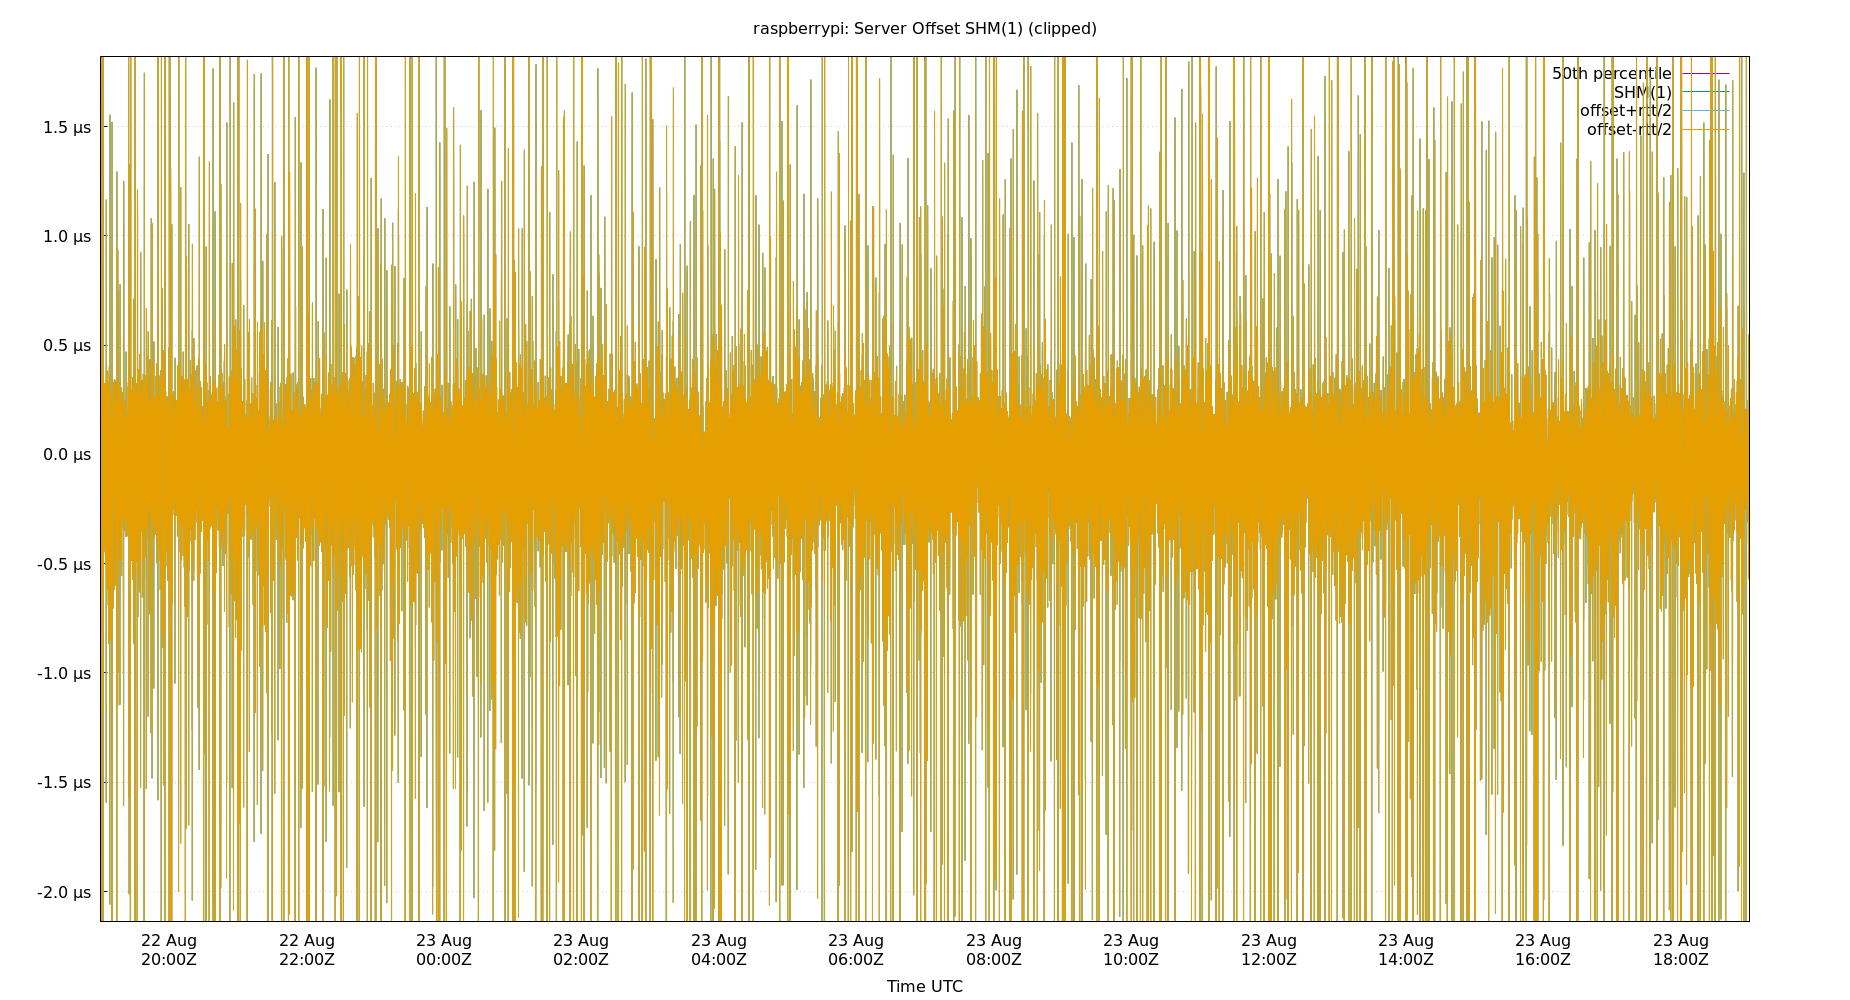 raspberrypi: Server Offset SHM(1) (clipped)
50th percentile
SHM(1)
offset+rtt/2
offset-rtt/2
1.5 µs
1.0 µs
0.5 µs
0.0 µs
-0.5 µs
-1.0 µs
-1.5 µs
-2.0 µs
22 Aug 22 Aug 23 Aug 23 Aug 23 Aug 23 Aug 23 Aug 23 Aug 23 Aug 23 Aug 23 Aug 23 Aug
20:00Z 22:00Z 00:00Z 02:00Z 04:00Z 06:00Z 08:00Z 10:00Z 12:00Z 14:00Z 16:00Z 18:00Z
Time UTC